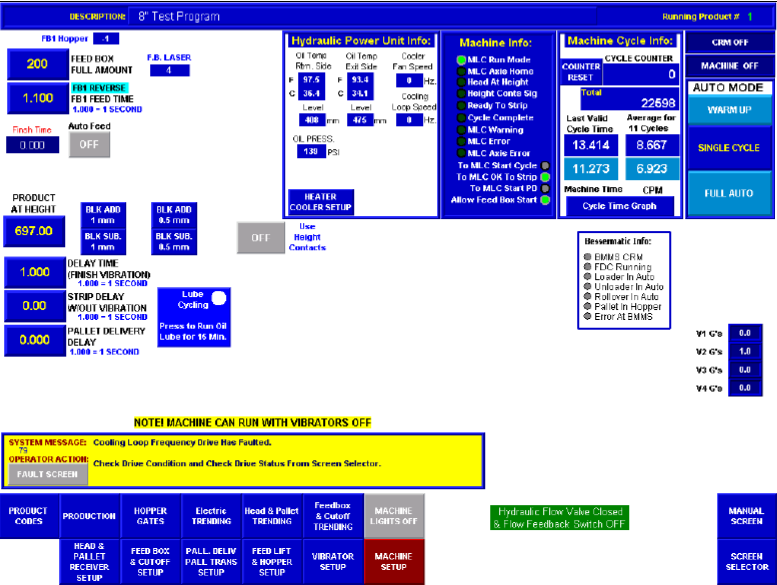 DESCRIPTION: 8" Test Program
Running Product # 1
FB1 Hopper .1
200 FEED BOX FULL AMOUNT
F.B. LASER
4
1.100 FB1 REVERSE
FB1 FEED TIME
1.000 = 1 SECOND
Finish Time
0.000
Auto Feed
OFF
Hydraulic Power Unit Info:
Oil Temp Rtrn. Side
Oil Temp Exit Side
Cooler Fan Speed
F 97.5 F 93.4 0 Hz.
C 36.4 C 34.1
Cooling Loop Speed
Level Level
408 mm 475 mm 0 Hz.
OIL PRESS.
139 PSI
HEATER
COOLER SETUP
Machine Info:
MLC Run Mode
MLC Axis Home
Head At Height
Height Conts Sig
Ready To Strip
Cycle Complete
MLC Warning
MLC Error
MLC Axis Error
To MLC Start Cycle
To MLC OK To Strip
To MLC Start PD
Allow Feed Box Start
Machine Cycle Info:
CYCLE COUNTER
COUNTER RESET
0
Total
22598
Last Valid Cycle Time
Average for 11 Cycles
13.414 8.667
11.273 6.923
Machine Time CPM
Cycle Time Graph
CRM OFF
MACHINE OFF
AUTO MODE
WARM UP
SINGLE CYCLE
FULL AUTO
PRODUCT
AT HEIGHT
697.00
BLK ADD
1 mm
BLK ADD
0.5 mm
BLK SUB.
1 mm
BLK SUB.
0.5 mm
OFF
Use
Height
Contacts
1.000 DELAY TIME
(FINISH VIBRATION)
1.000 = 1 SECOND
0.00 STRIP DELAY
W/OUT VIBRATION
1.000 = 1 SECOND
0.000 PALLET DELIVERY
DELAY
1.000 = 1 SECOND
Lube
Cycling
Press to Run Oil
Lube for 15 Min.
Bessermatic Info:
BMMS CRM
FDC Running
Loader In Auto
Unloader In Auto
Rollover In Auto
Pallet In Hopper
Error At BMMS
V1 G's 0.0
V2 G's 1.0
V3 G's 0.0
V4 G's 0.0
NOTE! MACHINE CAN RUN WITH VIBRATORS OFF
SYSTEM MESSAGE: Cooling Loop Frequency Drive Has Faulted.
79
OPERATOR ACTION: Check Drive Condition and Check Drive Status From Screen Selector.
FAULT SCREEN
PRODUCT CODES
PRODUCTION
HOPPER GATES
Electric TRENDING
Head & Pallet TRENDING
Feedbox & Cutoff TRENDING
MACHINE LIGHTS OFF
Hydraulic Flow Valve Closed
& Flow Feedback Switch OFF
MANUAL SCREEN
HEAD & PALLET RECEIVER SETUP
FEED BOX & CUTOFF SETUP
PALL. DELIV PALL TRANS SETUP
FEED LIFT & HOPPER SETUP
VIBRATOR SETUP
MACHINE SETUP
SCREEN SELECTOR